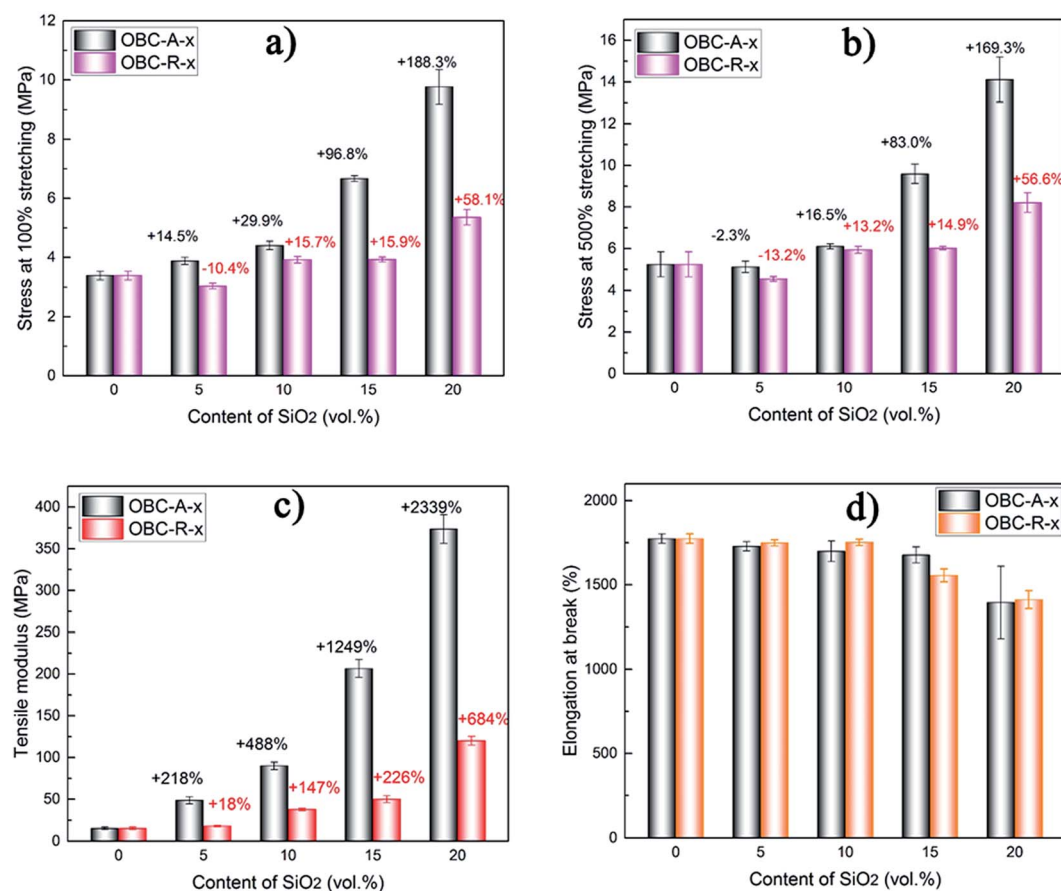 a)
OBC-A-x
OBC-R-x
Stress at 100% stretching (MPa)
12
10
8
6
4
2
0
+14.5%
-10.4%
+29.9%
+15.7%
+96.8%
+15.9%
+188.3%
+58.1%
0 5 10 15 20
Content of SiO2 (vol.%)
b)
OBC-A-x
OBC-R-x
Stress at 500% stretching (MPa)
16
14
12
10
8
6
4
2
0
-2.3%
-13.2%
+16.5%
+13.2%
+83.0%
+14.9%
+169.3%
+56.6%
0 5 10 15 20
Content of SiO2 (vol.%)
c)
OBC-A-x
OBC-R-x
Tensile modulus (MPa)
400
350
300
250
200
150
100
50
0
+218%
+18%
+488%
+147%
+1249%
+226%
+2339%
+684%
0 5 10 15 20
Content of SiO2 (vol.%)
d)
OBC-A-x
OBC-R-x
Elongation at break (%)
2000
1500
1000
500
0
0 5 10 15 20
Content of SiO2 (vol.%)